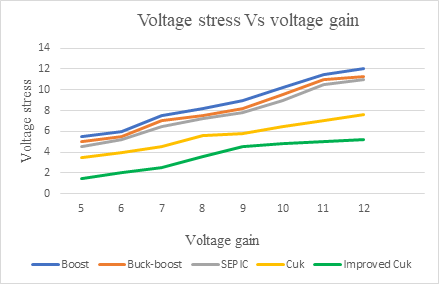 Voltage stress Vs voltage gain
14
12
10
8
6
4
2
0
Voltage stress
5 6 7 8 9 10 11 12
Voltage gain
Boost Buck-boost SEPIC Cuk Improved Cuk